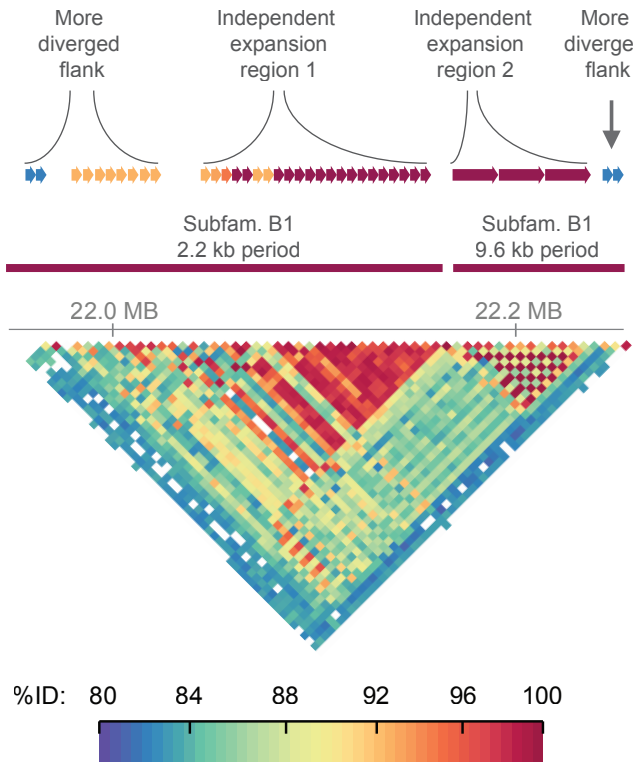 More
diverged
flank
Independent
expansion
region 1
Independent
expansion
region 2
More
diverge
flank
Subfam. B1
2.2 kb period
Subfam. B1
9.6 kb period
22.0 MB
22.2 MB
%ID: 80 84 88 92 96 100